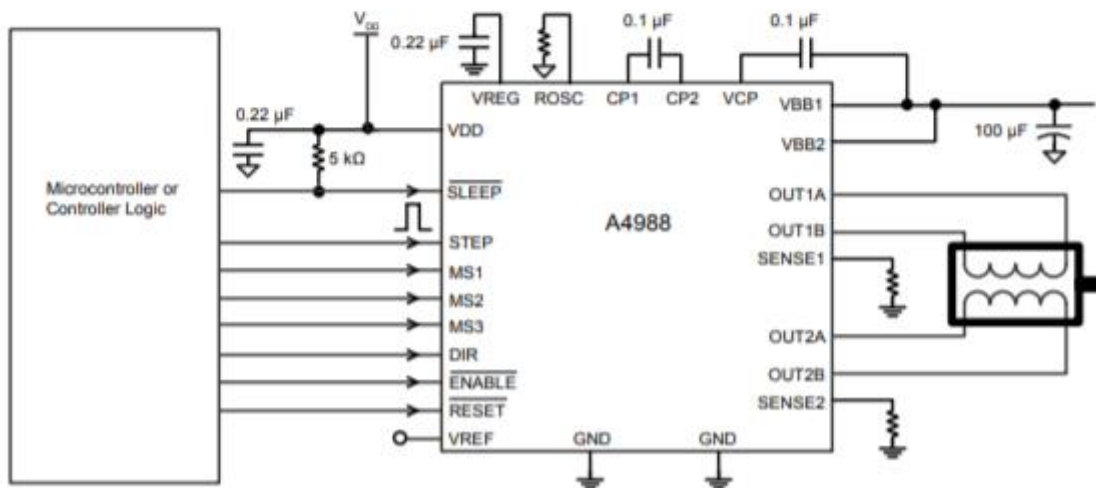 V_DD
0.22 µF
0.1 µF
0.1 µF
VREG
ROSC
CP1
CP2
VCP
VBB1
0.22 µF
VDD
VBB2
100 µF
5 kΩ
Microcontroller or
Controller Logic
SLEEP
OUT1A
A4988
OUT1B
STEP
SENSE1
MS1
MS2
MS3
OUT2A
DIR
OUT2B
ENABLE
SENSE2
RESET
VREF
GND
GND